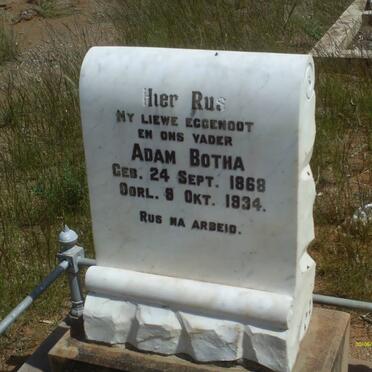 Hier Rus
My liewe eggenoot
en ons vader
Adam Botha
Geb. 24 Sept. 1868
Oorl. 8 Okt. 1934.
Rus na arbeid.